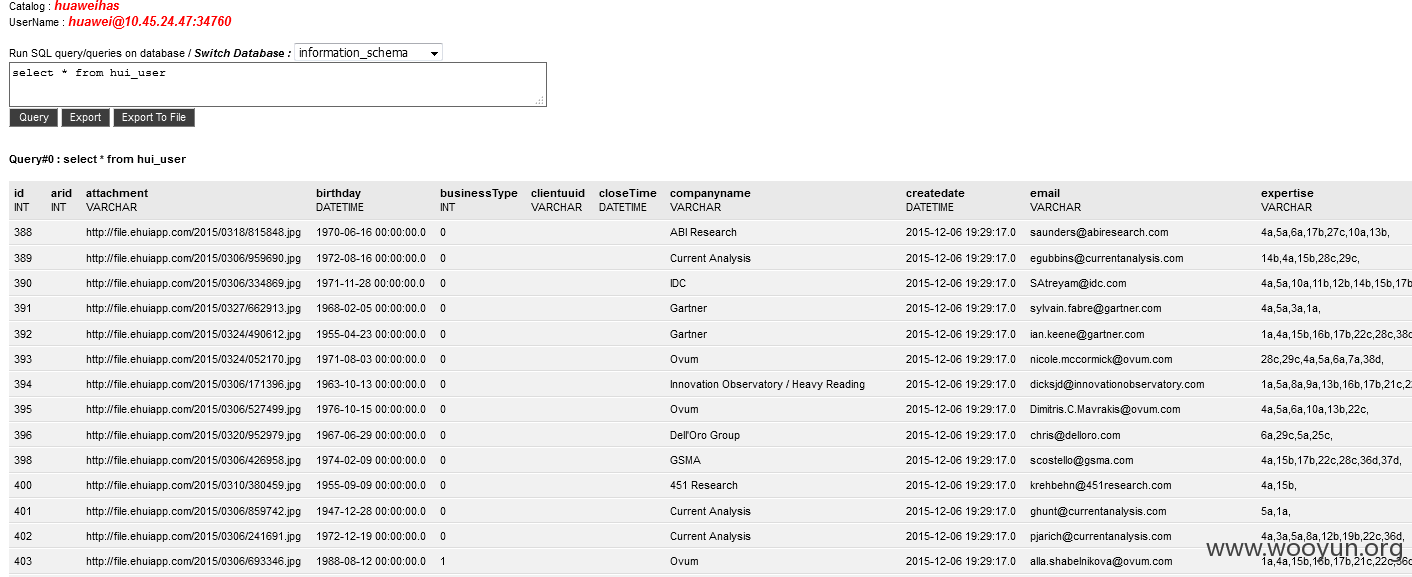 Catalog : huaweihas
UserName : huawei@10.45.24.47:34760
Run SQL query/queries on database / Switch Database : information_schema
select * from hui_user
Query Export Export To File
Query#0 : select * from hui_user
id arid attachment birthday businessType clientuuid closeTime companyname createdate email expertise
INT INT VARCHAR DATETIME INT VARCHAR DATETIME VARCHAR DATETIME VARCHAR VARCHAR
388 http://file.ehuiapp.com/2015/0318/815848.jpg 1970-06-16 00:00:00.0 0 ABI Research 2015-12-06 19:29:17.0 saunders@abiresearch.com 4a,5a,6a,17b,27c,10a,13b,
389 http://file.ehuiapp.com/2015/0306/959690.jpg 1972-08-16 00:00:00.0 0 Current Analysis 2015-12-06 19:29:17.0 egubbins@currentanalysis.com 14b,4a,15b,28c,29c,
390 http://file.ehuiapp.com/2015/0306/334869.jpg 1971-11-28 00:00:00.0 0 IDC 2015-12-06 19:29:17.0 SAtreyam@idc.com 4a,5a,10a,11b,12b,14b,15b,17b
391 http://file.ehuiapp.com/2015/0327/662913.jpg 1968-02-05 00:00:00.0 0 Gartner 2015-12-06 19:29:17.0 sylvain.fabre@gartner.com 4a,5a,3a,1a,
392 http://file.ehuiapp.com/2015/0324/490612.jpg 1955-04-23 00:00:00.0 0 Gartner 2015-12-06 19:29:17.0 ian.keene@gartner.com 1a,4a,15b,16b,17b,22c,28c,38d
393 http://file.ehuiapp.com/2015/0324/052170.jpg 1971-08-03 00:00:00.0 0 Ovum 2015-12-06 19:29:17.0 nicole.mccormick@ovum.com 28c,29c,4a,5a,6a,7a,38d,
394 http://file.ehuiapp.com/2015/0306/171396.jpg 1963-10-13 00:00:00.0 0 Innovation Observatory / Heavy Reading 2015-12-06 19:29:17.0 dicksjd@innovationobservatory.com 1a,5a,8a,9a,13b,16b,17b,21c,2
395 http://file.ehuiapp.com/2015/0306/527499.jpg 1976-10-15 00:00:00.0 0 Ovum 2015-12-06 19:29:17.0 Dimitris.C.Mavrakis@ovum.com 4a,5a,6a,10a,13b,22c,
396 http://file.ehuiapp.com/2015/0320/952979.jpg 1967-06-29 00:00:00.0 0 Dell'Oro Group 2015-12-06 19:29:17.0 chris@delloro.com 6a,29c,5a,25c,
398 http://file.ehuiapp.com/2015/0306/426958.jpg 1974-02-09 00:00:00.0 0 GSMA 2015-12-06 19:29:17.0 scostello@gsma.com 4a,15b,17b,22c,28c,36d,37d,
400 http://file.ehuiapp.com/2015/0310/380459.jpg 1955-09-09 00:00:00.0 0 451 Research 2015-12-06 19:29:17.0 krehbehn@451research.com 4a,15b,
401 http://file.ehuiapp.com/2015/0306/859742.jpg 1947-12-28 00:00:00.0 0 Current Analysis 2015-12-06 19:29:17.0 ghunt@currentanalysis.com 5a,1a,
402 http://file.ehuiapp.com/2015/0306/241691.jpg 1972-12-19 00:00:00.0 0 Current Analysis 2015-12-06 19:29:17.0 pjarich@currentanalysis.com 4a,3a,5a,8a,12b,19b,22c,36d,
403 http://file.ehuiapp.com/2015/0306/693346.jpg 1988-08-12 00:00:00.0 1 Ovum 2015-12-06 19:29:17.0 alla.shabelnikova@ovum.com 1a,4a,15b,16b,17b,21c,22c,36d
www.wooyun.org